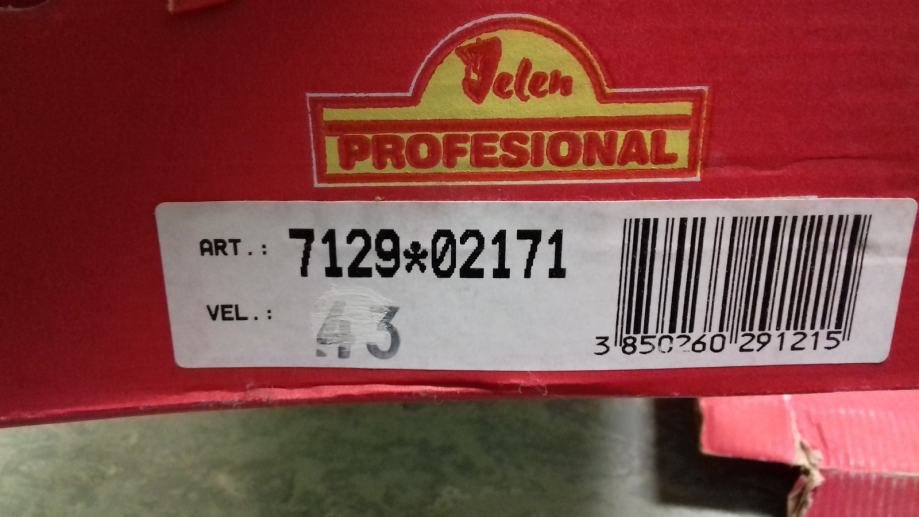 Jelen
PROFESIONAL
ART.: 7129*02171
VEL.: 43
3 850260 291215